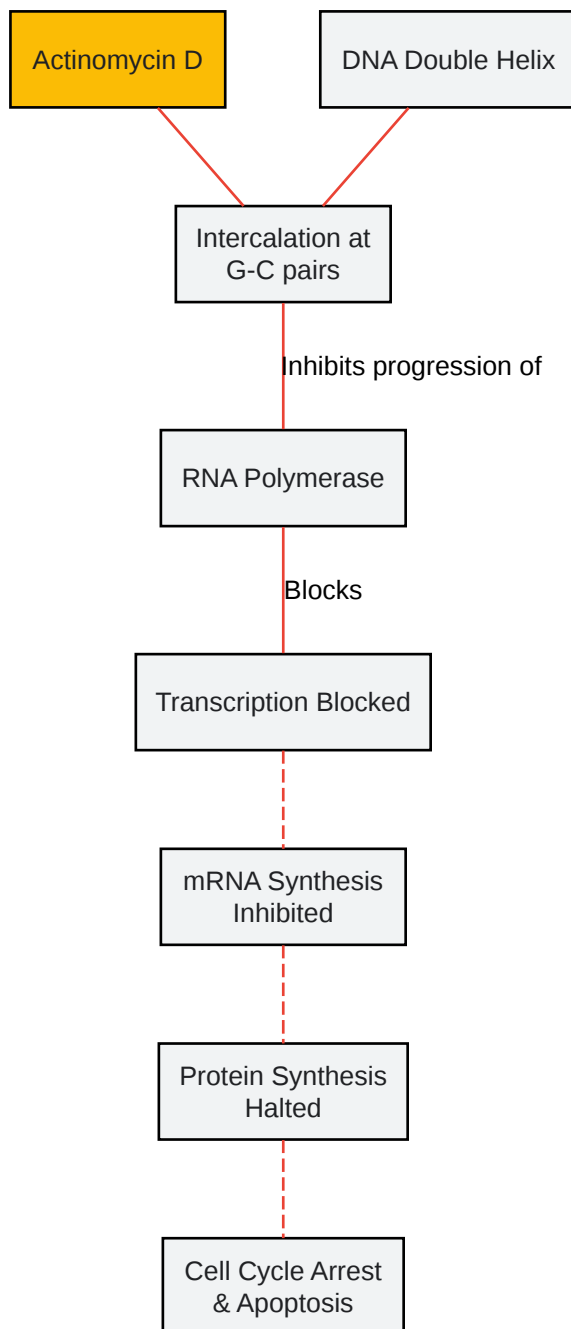 Actinomycin D
DNA Double Helix
Intercalation at
G-C pairs
Inhibits progression of
RNA Polymerase
Blocks
Transcription Blocked
mRNA Synthesis
Inhibited
Protein Synthesis
Halted
Cell Cycle Arrest
& Apoptosis